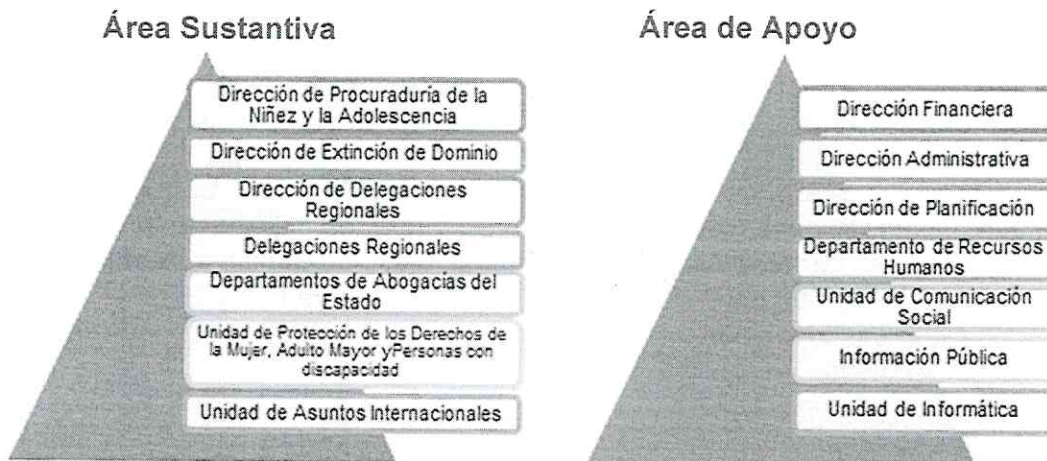 Área Sustantiva
Dirección de Procuraduría de la
Niñez y la Adolescencia
Dirección de Extinción de Dominio
Dirección de Delegaciones
Regionales
Delegaciones Regionales
Departamentos de Abogacías del
Estado
Unidad de Protección de los Derechos de
la Mujer, Adulto Mayor yPersonas con
discapacidad
Unidad de Asuntos Internacionales
Área de Apoyo
Dirección Financiera
Dirección Administrativa
Dirección de Planificación
Departamento de Recursos
Humanos
Unidad de Comunicación
Social
Información Pública
Unidad de Informática